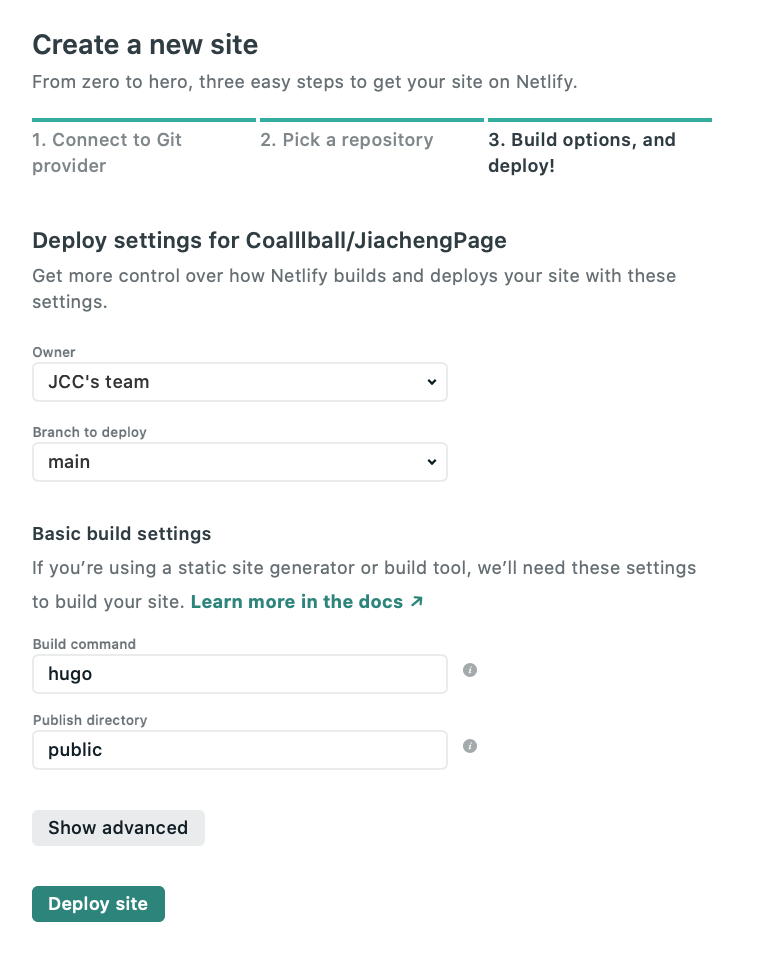 Create a new site
From zero to hero, three easy steps to get your site on Netlify.
1. Connect to Git
provider
2. Pick a repository
3. Build options, and
deploy!
Deploy settings for Coalllball/JiachengPage
Get more control over how Netlify builds and deploys your site with these
settings.
Owner
JCC's team
Branch to deploy
main
Basic build settings
If you’re using a static site generator or build tool, we’ll need these settings
to build your site. Learn more in the docs ↗
Build command
hugo
Publish directory
public
Show advanced
Deploy site